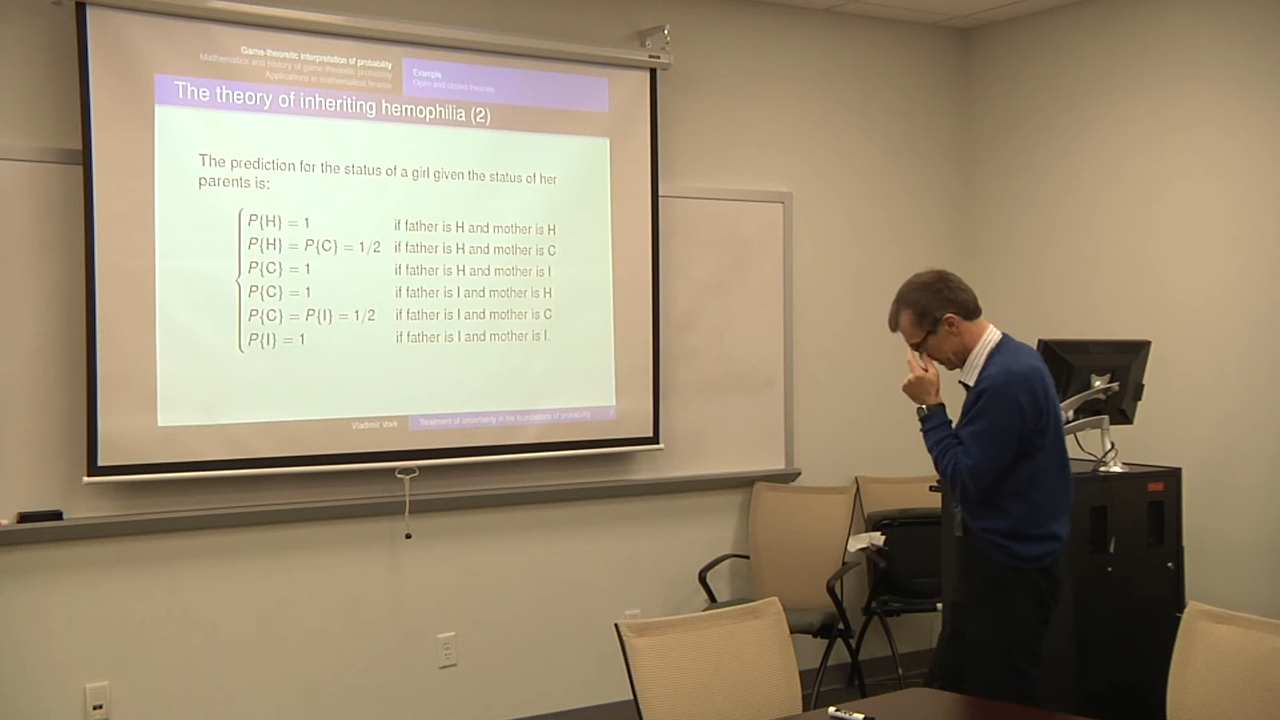 Game-theoretic interpretation of probability
Mathematics and history of game-theoretic probability
Applications in mathematical finance
Example
Open and closed theories
The theory of inheriting hemophilia (2)
The prediction for the status of a girl given the status of her
parents is:
P{H} = 1 if father is H and mother is H
P{H} = P{C} = 1/2 if father is H and mother is C
P{C} = 1 if father is H and mother is I
P{C} = 1 if father is I and mother is H
P{C} = P{I} = 1/2 if father is I and mother is C
P{I} = 1 if father is I and mother is I.
Vladimir Vovk Treatment of uncertainty in the foundations of probability